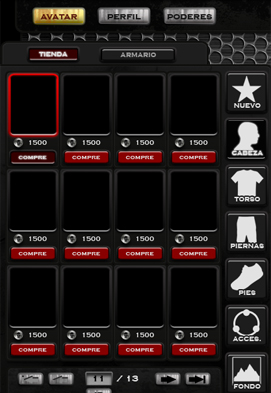 AVATAR PERFIL PODERES
TIENDA ARMARIO
NUEVO
1500 1500 1500 1500
COMPRE COMPRE COMPRE COMPRE
CABEZA
TORSO
1500 1500 1500 1500
COMPRE COMPRE COMPRE COMPRE
PIERNAS
PIES
1500 1500 1500 1500
COMPRE COMPRE COMPRE COMPRE
ACCES.
11 / 13
FONDO